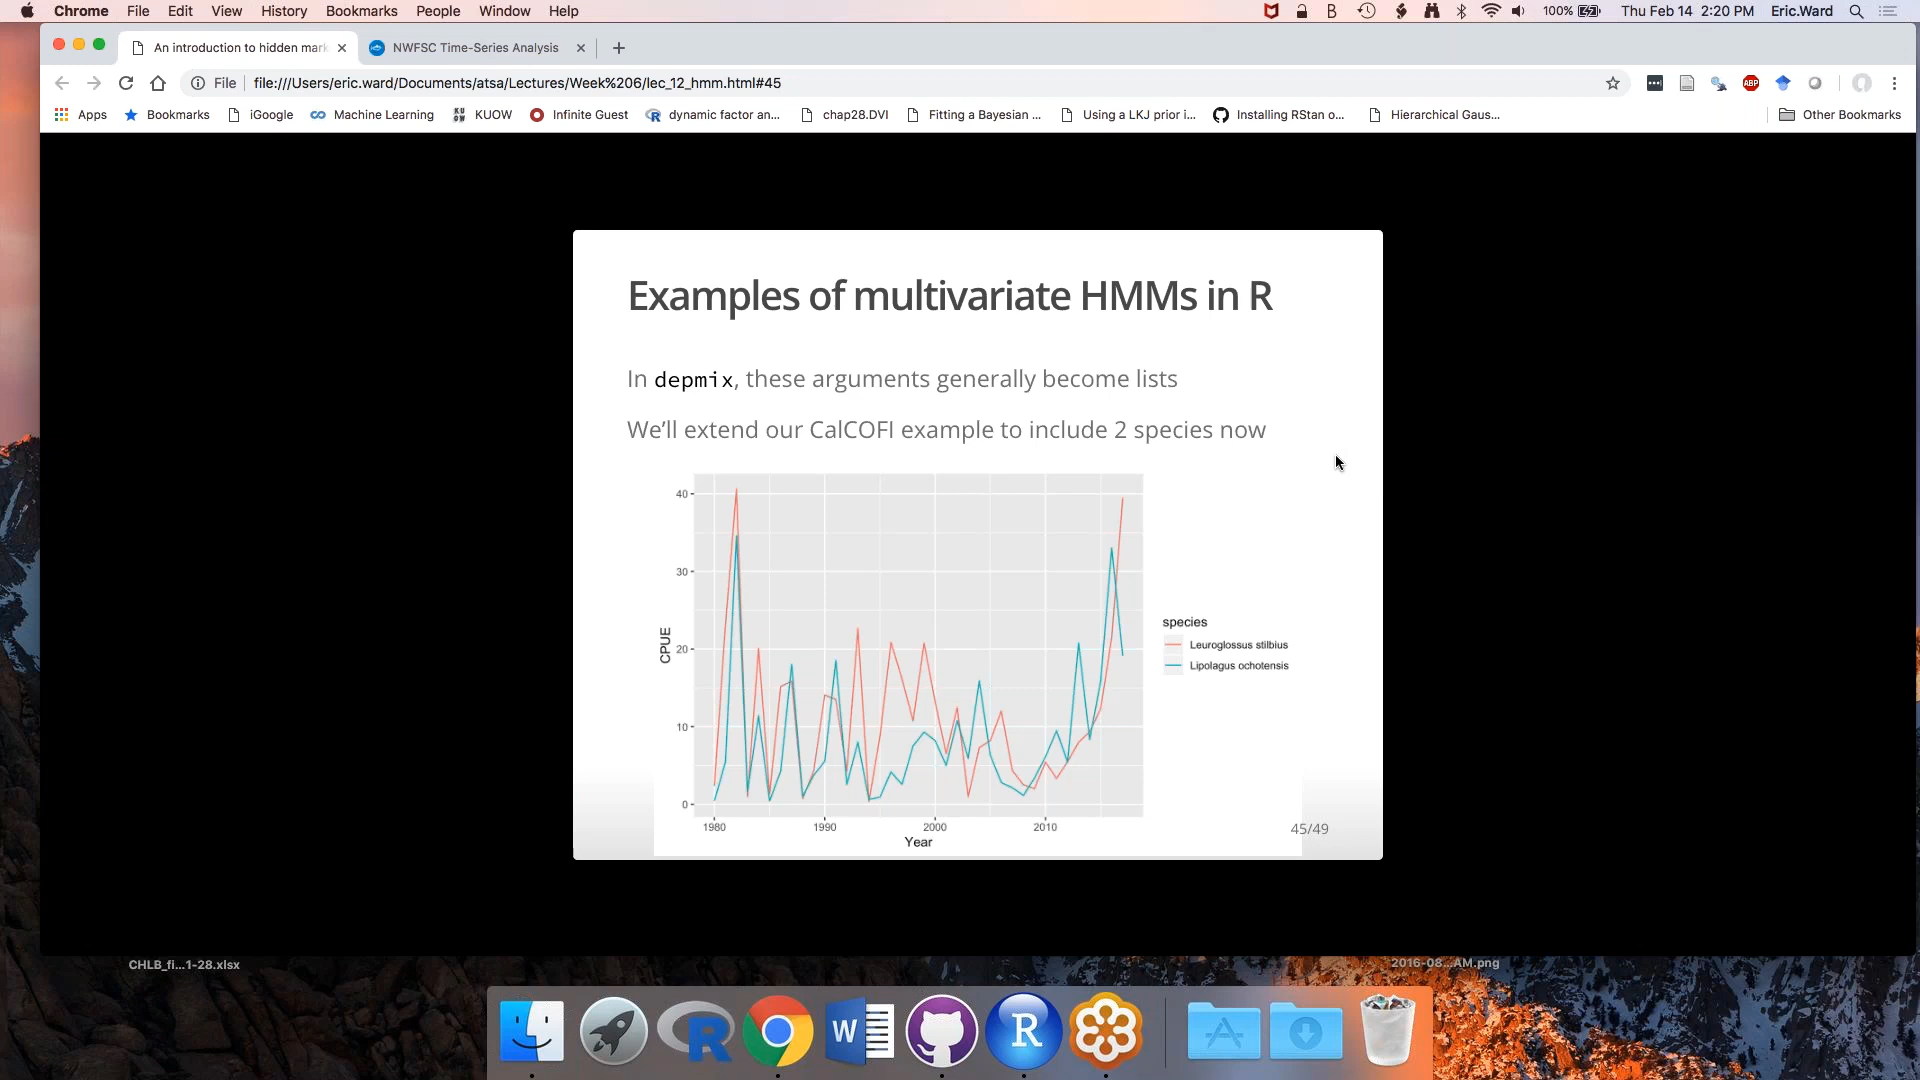 Chrome File Edit View History Bookmarks People Window Help
100% Thu Feb 14 2:20 PM Eric.Ward
An introduction to hidden mark
NWFSC Time-Series Analysis
File file:///Users/eric.ward/Documents/atsa/Lectures/Week%206/lec_12_hmm.html#45
ABP
Apps Bookmarks iGoogle Machine Learning KUOW Infinite Guest dynamic factor an... chap28.DVI Fitting a Bayesian ... Using a LKJ prior i... Installing RStan o... Hierarchical Gaus... Other Bookmarks
Examples of multivariate HMMs in R
In depmix, these arguments generally become lists
We’ll extend our CalCOFI example to include 2 species now
40
30
20
10
0
CPUE
1980 1990 2000 2010
Year
species
Leuroglossus stilbius
Lipolagus ochotensis
45/49
CHLB_fi...1-28.xlsx
2016-08...AM.png
R
W
R